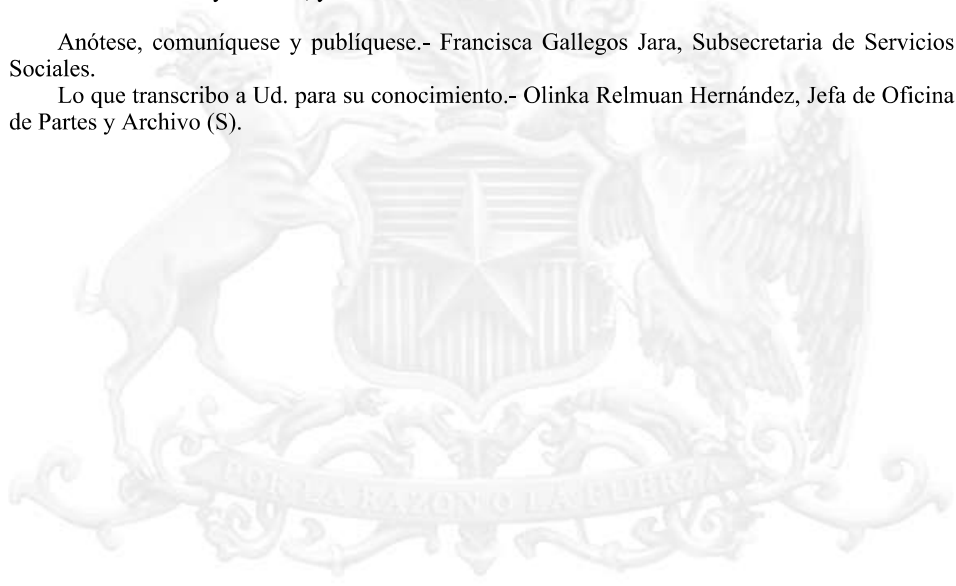 Anótese, comuníquese y publíquese.- Francisca Gallegos Jara, Subsecretaria de Servicios
Sociales.
Lo que transcribo a Ud. para su conocimiento.- Olinka Relmuan Hernández, Jefa de Oficina
de Partes y Archivo (S).
POR LA RAZON O LA FUERZA